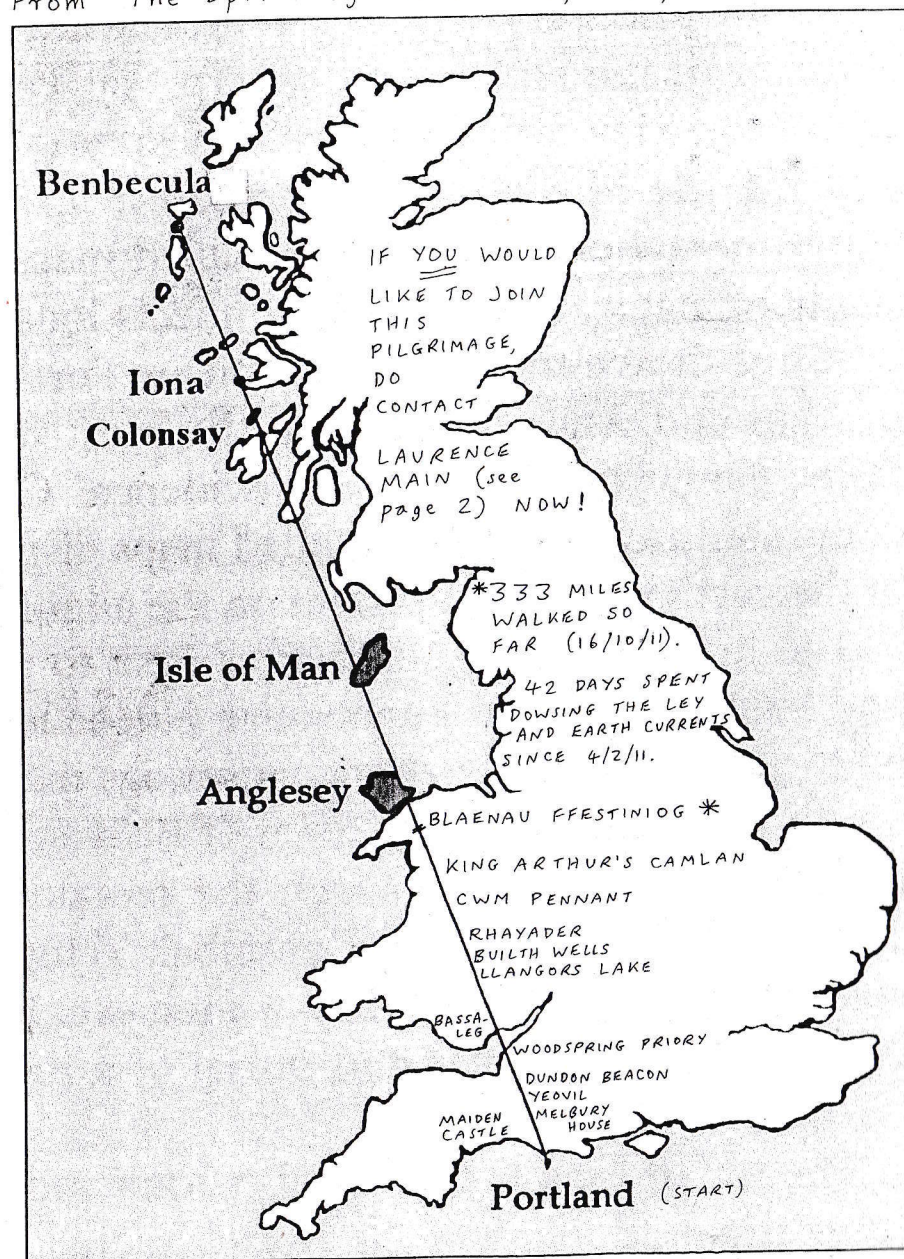 From "The
Benbecula
IF YOU WOULD
LIKE TO JOIN
THIS
PILGRIMAGE,
DO
CONTACT
LAURENCE
MAIN (see
page 2) NOW!
Iona
Colonsay
*333 MILES
WALKED SO
FAR (16/10/11).
42 DAYS SPENT
DOWSING THE LEY
AND EARTH CURRENTS
SINCE 4/2/11.
Isle of Man
Anglesey
BLAENAU FFESTINIOG *
KING ARTHUR'S CAMLAN
CWM PENNANT
RHAYADER
BUILTH WELLS
LLANGORS LAKE
BASSA-
LEG
WOODSPRING PRIORY
DUNDON BEACON
YEOVIL
MELBURY
HOUSE
MAIDEN
CASTLE
Portland (START)